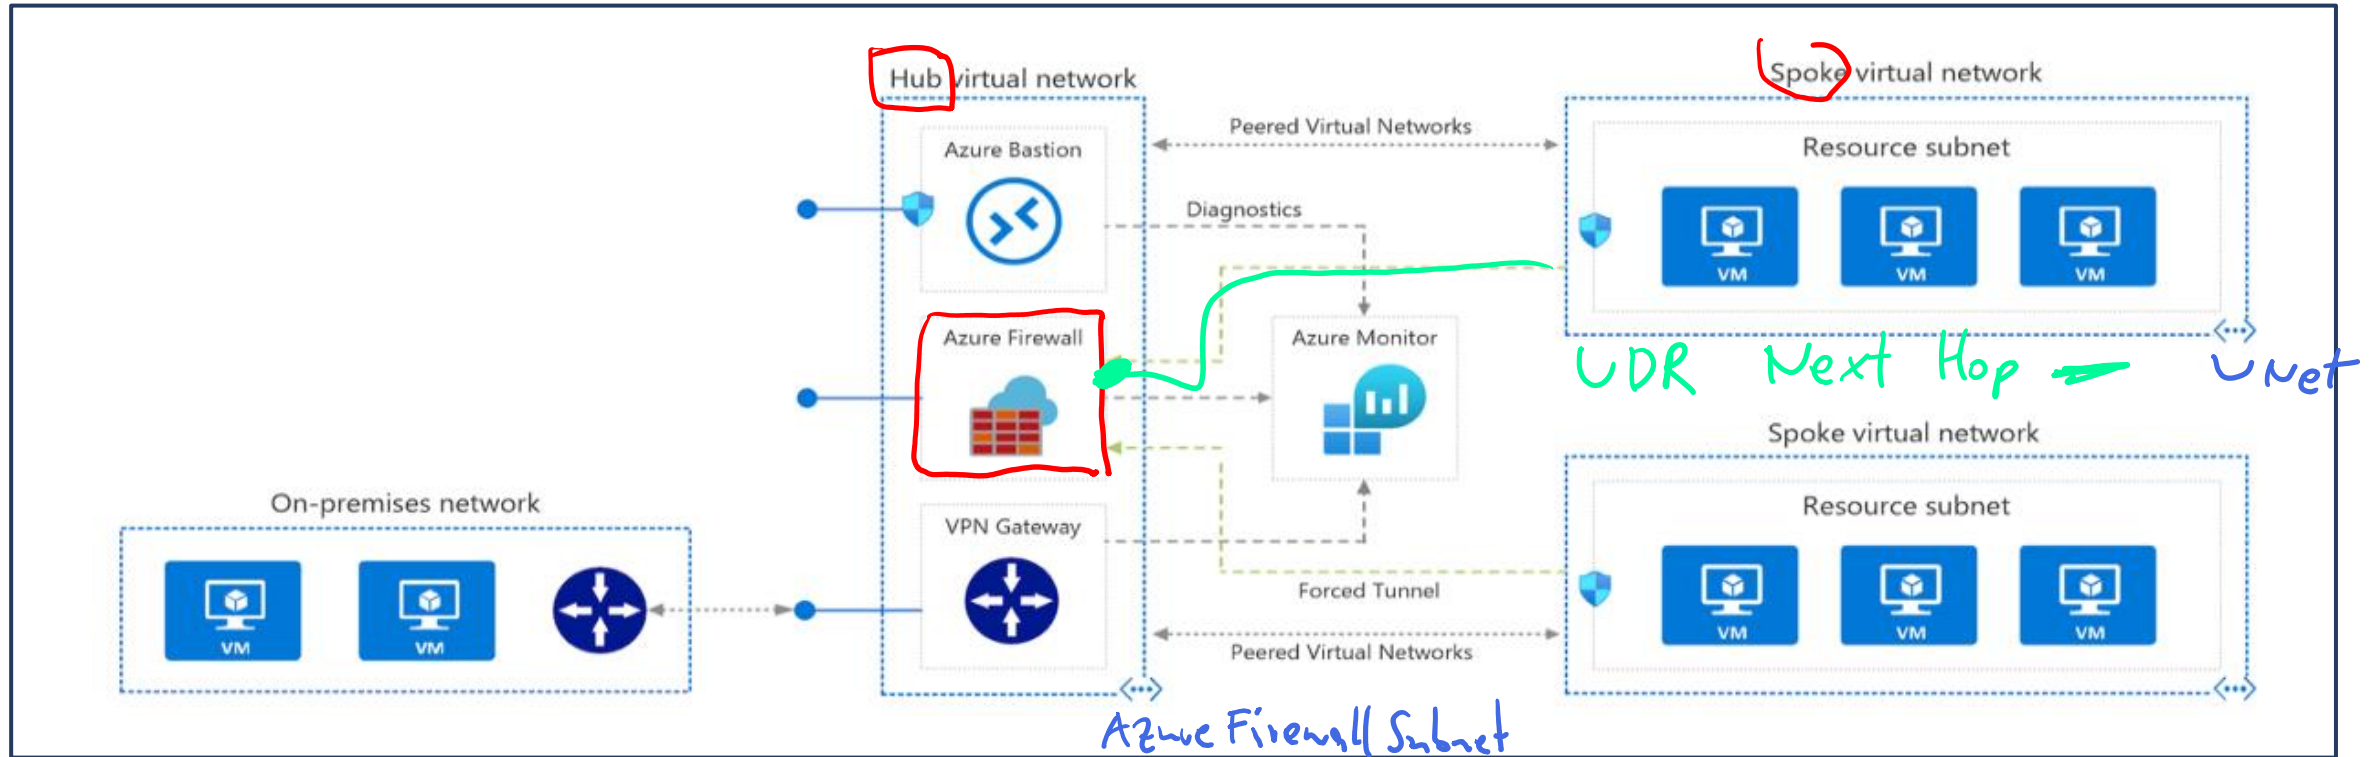 Hub virtual network
Spoke virtual network
Peered Virtual Networks
Azure Bastion
Resource subnet
Diagnostics
VM
VM
VM
Azure Firewall
Azure Monitor
UDR Next Hop
VNet
Spoke virtual network
On-premises network
VPN Gateway
Resource subnet
Forced Tunnel
VM
VM
VM
VM
VM
Peered Virtual Networks
Azure Firewall Subnet